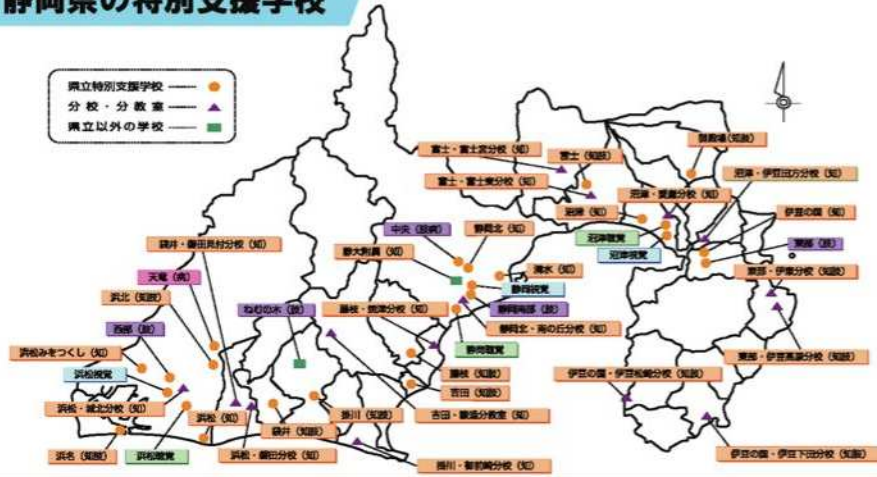 静岡県の特別支援学校
県立特別支援学校
分校・分教室
県立以外の学校
富士・富士宮分校(知)
富士(知肢)
御殿場(知肢)
富士・富士東分校(知)
沼津・愛鷹分校(知)
沼津・伊豆田方分校(知)
沼津(知)
伊豆の国(知)
沼津聴覚
沼津視覚
東部(肢)
東部・伊東分校(知肢)
東部・伊豆高原分校(知肢)
伊豆の国・伊豆松崎分校(知肢)
伊豆の国・伊豆下田分校(知肢)
中央(肢病)
静岡北(知)
静大附属(知)
清水(知)
静岡視覚
静岡南部(肢)
静岡北・南の丘分校(知)
静岡聴覚
袋井・磐田見付分校(知)
天竜(病)
浜北(知肢)
西部(肢)
ねむの木(肢)
藤枝・焼津分校(知)
藤枝(知肢)
吉田(知肢)
浜松みをつくし(知)
浜松視覚
浜松・城北分校(知)
浜松(知)
浜名(知肢)
浜松聴覚
浜松・磐田分校(知)
袋井(知肢)
掛川(知肢)
掛川・御前崎分校(知)